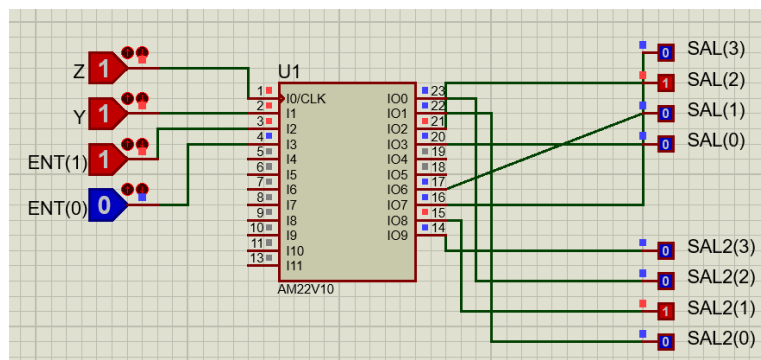 Z 1
Y 1
ENT(1) 1
ENT(0) 0
U1
1 I0/CLK
2 I1
3 I2
4 I3
5 I4
6 I5
7 I6
8 I7
9 I8
10 I9
11 I10
13 I11
IO0 23
IO1 22
IO2 21
IO3 20
IO4 19
IO5 18
IO6 17
IO7 16
IO8 15
IO9 14
AM22V10
0 SAL(3)
1 SAL(2)
0 SAL(1)
0 SAL(0)
0 SAL2(3)
0 SAL2(2)
1 SAL2(1)
0 SAL2(0)